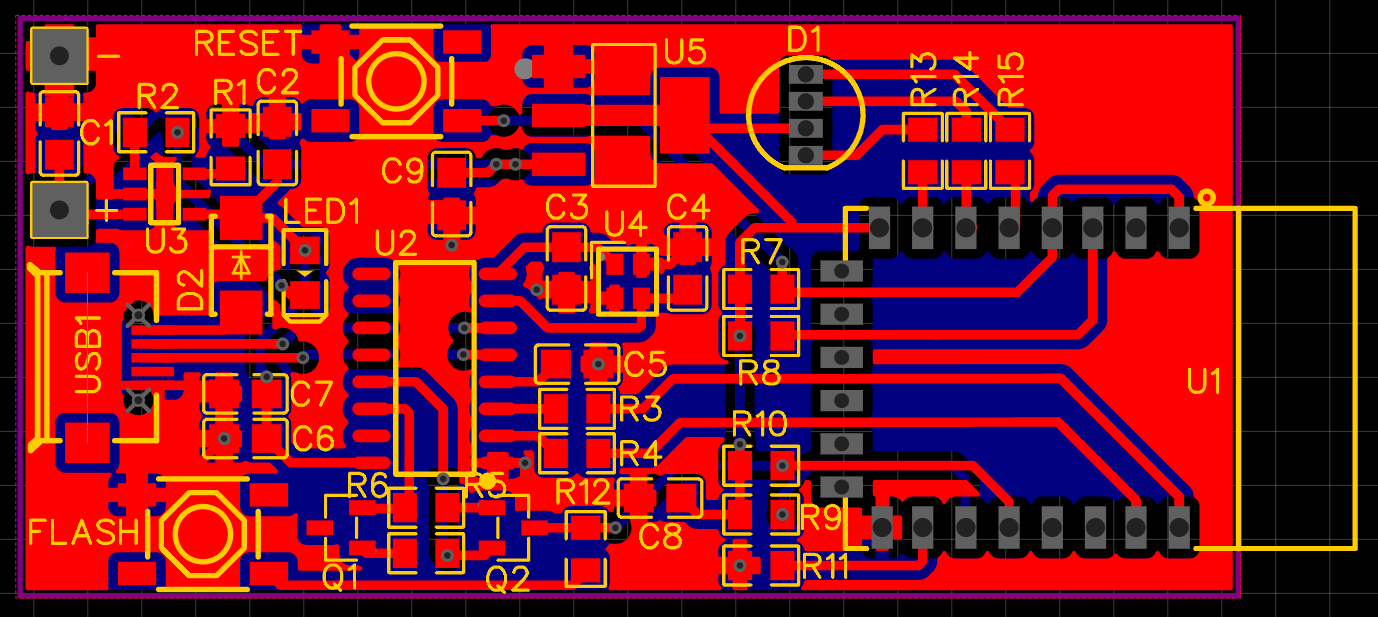 RESET
U5
D1
R13
R14
R15
−
R2
R1
C2
C1
C9
+
U3
LED1
U2
C3
U4
C4
R7
D2
USB1
C5
R8
U1
C7
R3
R10
C6
R4
R6
R5
R12
FLASH
C8
R9
Q1
Q2
R11